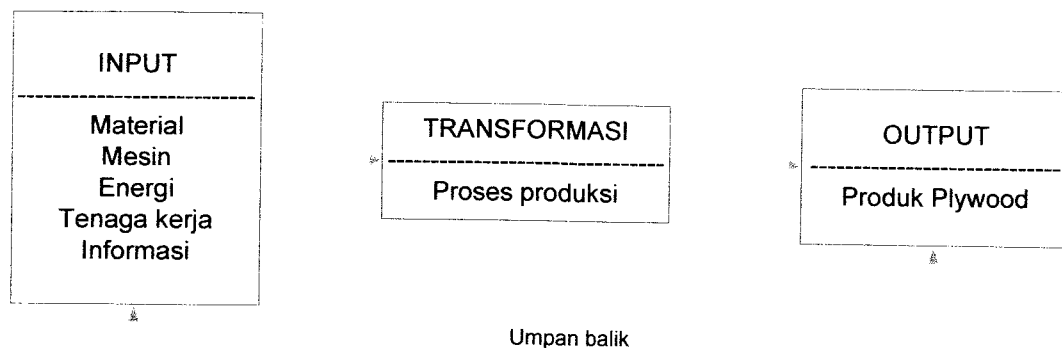 INPUT
Material
Mesin
Energi
Tenaga kerja
Informasi
TRANSFORMASI
Proses produksi
OUTPUT
Produk Plywood
Umpan balik